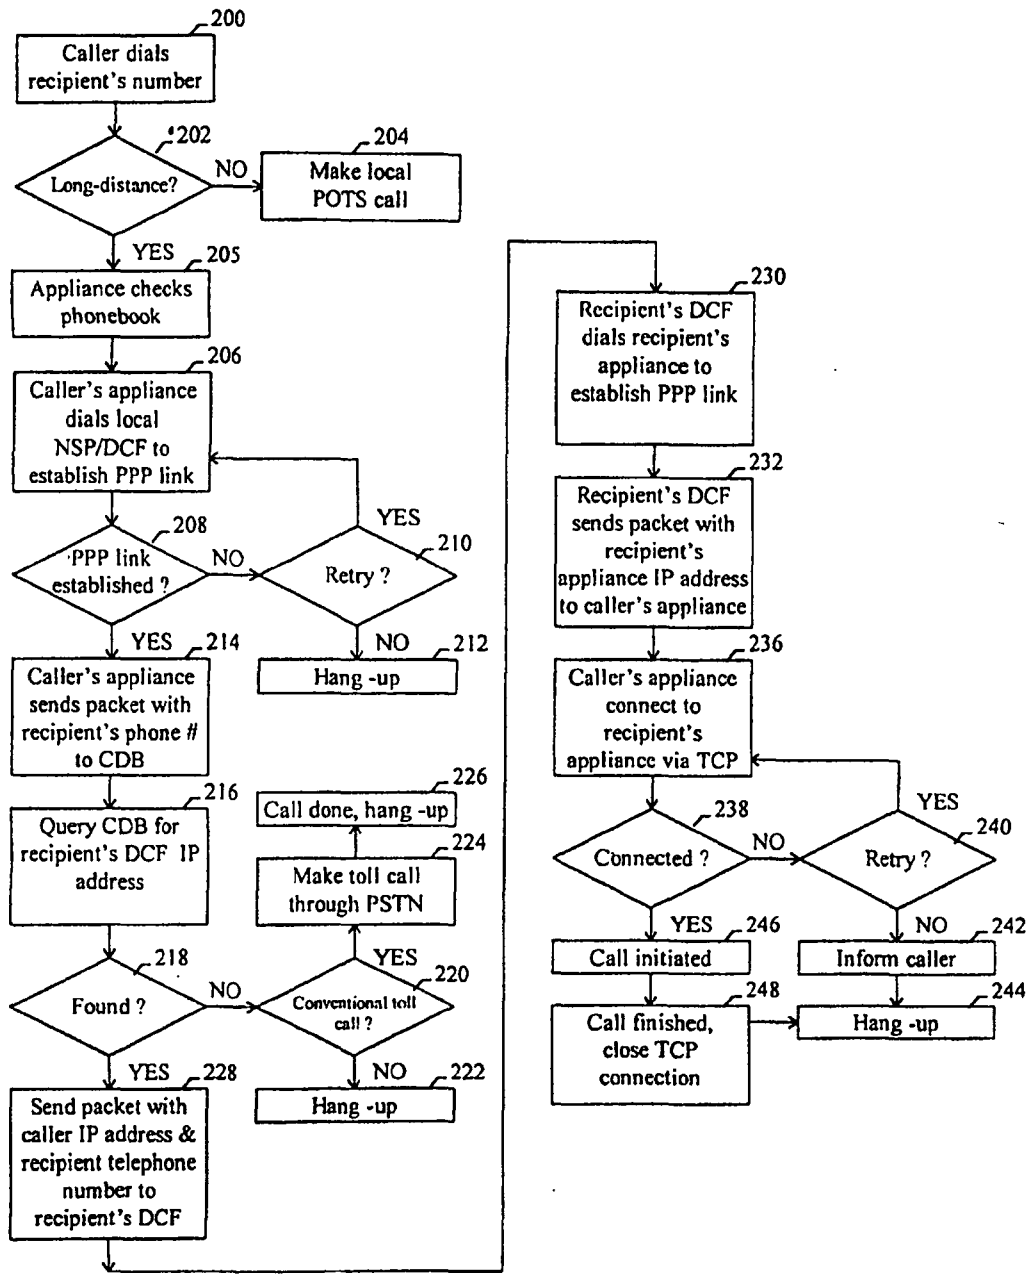 200
Caller dials
recipient's number
202
Long-distance?
NO
204
Make local
POTS call
YES
205
Appliance checks
phonebook
206
Caller's appliance
dials local
NSP/DCF to
establish PPP link
208
PPP link
established ?
NO
YES
210
Retry ?
NO
212
Hang -up
YES
214
Caller's appliance
sends packet with
recipient's phone #
to CDB
216
Query CDB for
recipient's DCF IP
address
218
Found ?
NO
226
Call done, hang -up
224
Make toll call
through PSTN
YES
220
Conventional toll
call ?
NO
222
Hang -up
YES
228
Send packet with
caller IP address &
recipient telephone
number to
recipient's DCF
230
Recipient's DCF
dials recipient's
appliance to
establish PPP link
232
Recipient's DCF
sends packet with
recipient's
appliance IP address
to caller's appliance
236
Caller's appliance
connect to
recipient's
appliance via TCP
238
Connected ?
NO
YES
240
Retry ?
YES
246
Call initiated
NO
242
Inform caller
248
Call finished,
close TCP
connection
244
Hang -up